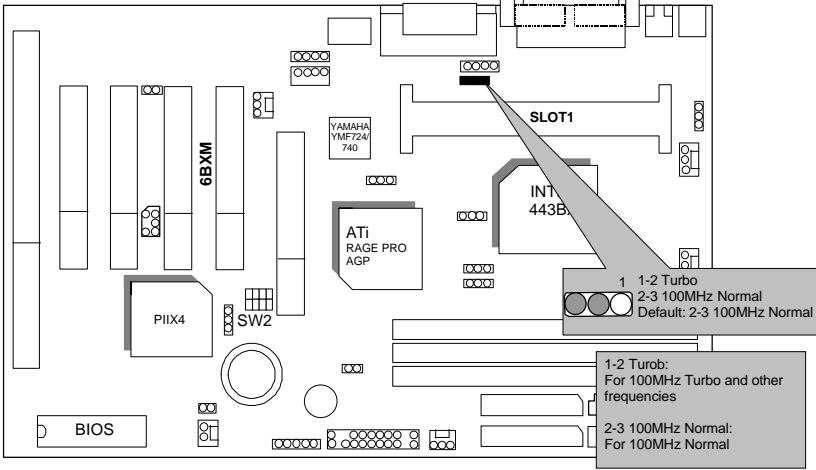 YAMAHA
YMF724/
740
SLOT1
6BXM
INT
443B
ATi
RAGE PRO
AGP
1
1-2 Turbo
2-3 100MHz Normal
Default: 2-3 100MHz Normal
PIIX4
SW2
1-2 Turob:
For 100MHz Turbo and other
frequencies
2-3 100MHz Normal:
For 100MHz Normal
BIOS